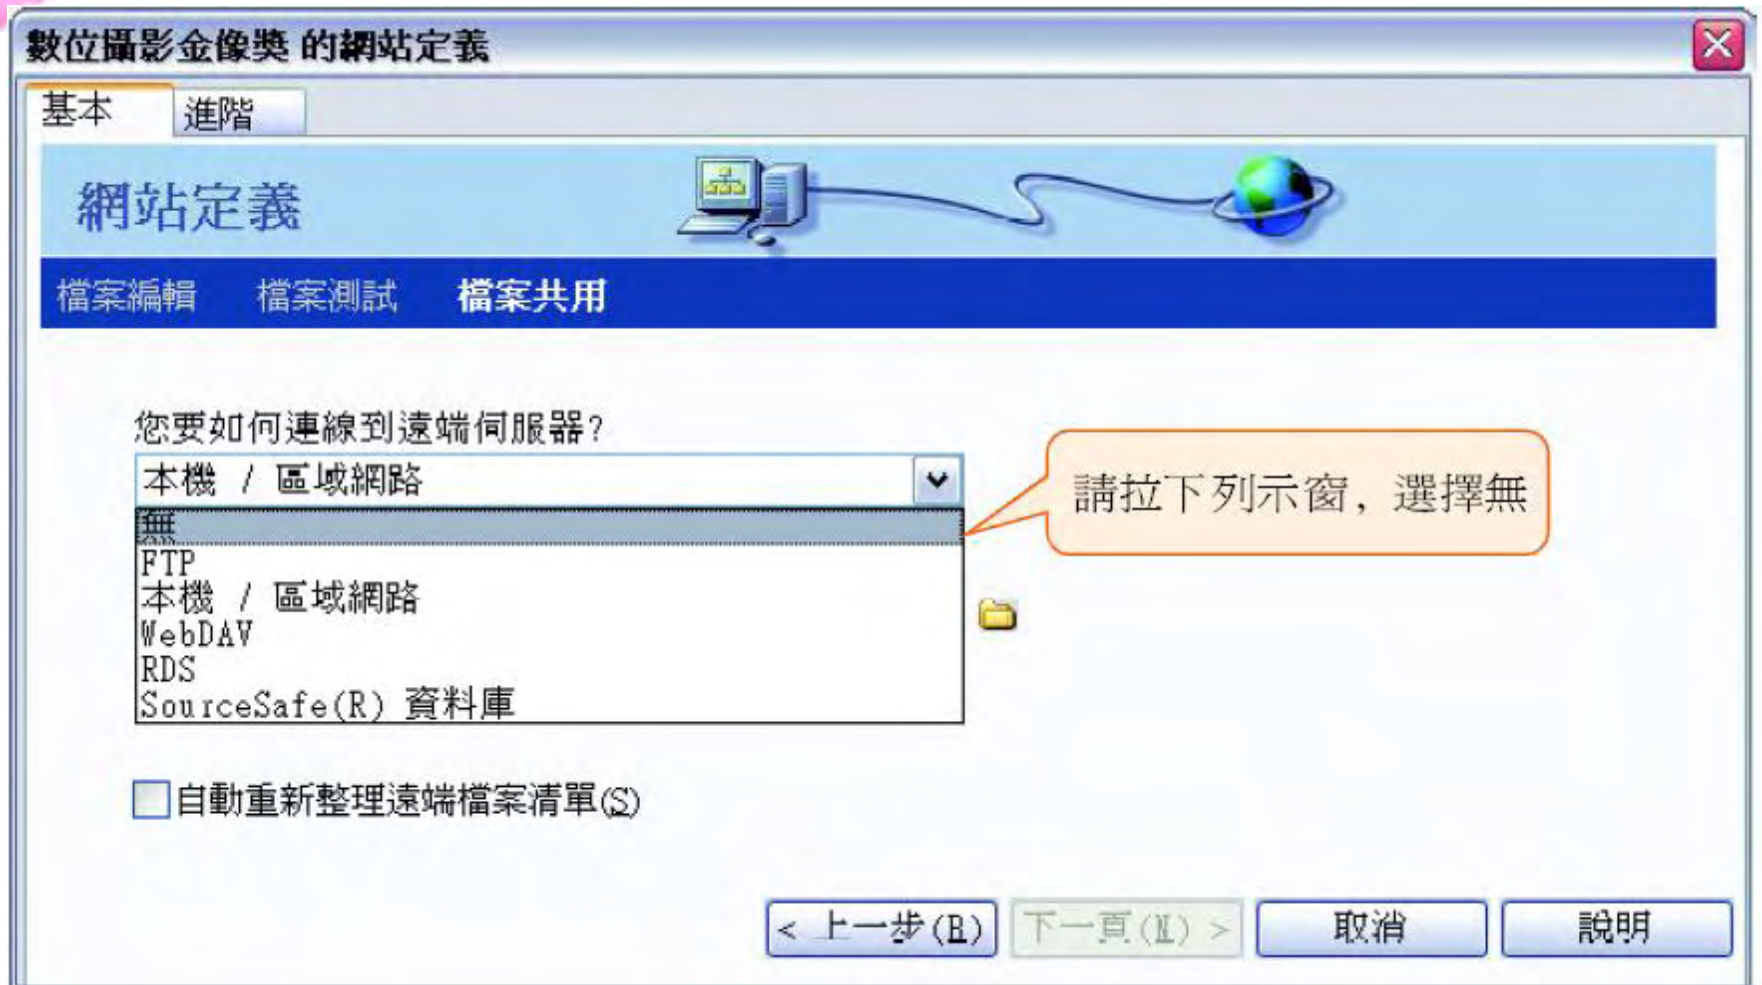 數位攝影金像獎 的網站定義
基本 進階
網站定義
檔案編輯 檔案測試 檔案共用
您要如何連線到遠端伺服器?
本機 / 區域網路
請拉下列示窗, 選擇無
無
FTP
本機 / 區域網路
WebDAV
RDS
SourceSafe(R) 資料庫
自動重新整理遠端檔案清單(S)
< 上一步(B) 下一頁(N) > 取消 說明